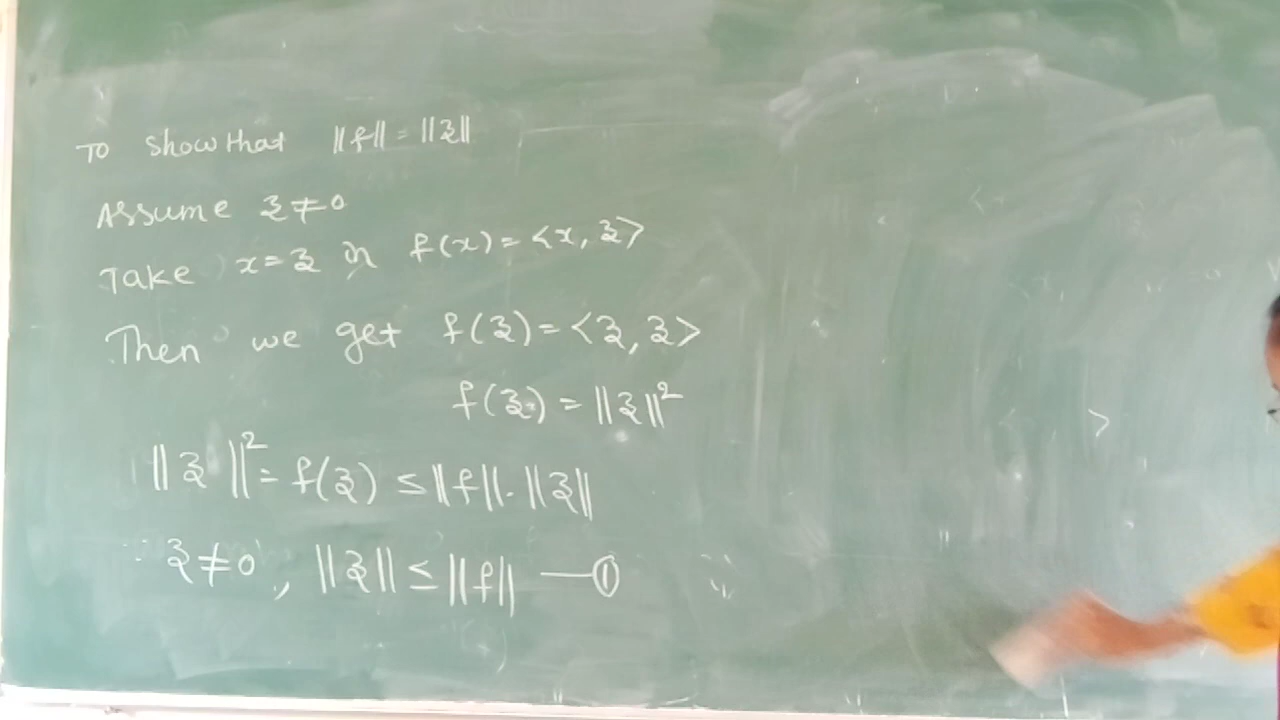 To show that ||f|| = ||z||
Assume z ≠ 0
Take x = z in f(x) = <x, z>
Then we get f(z) = <z, z>
f(z) = ||z||²
||z||² = f(z) ≤ ||f||. ||z||
∵ z ≠ 0, ||z|| ≤ ||f|| —①